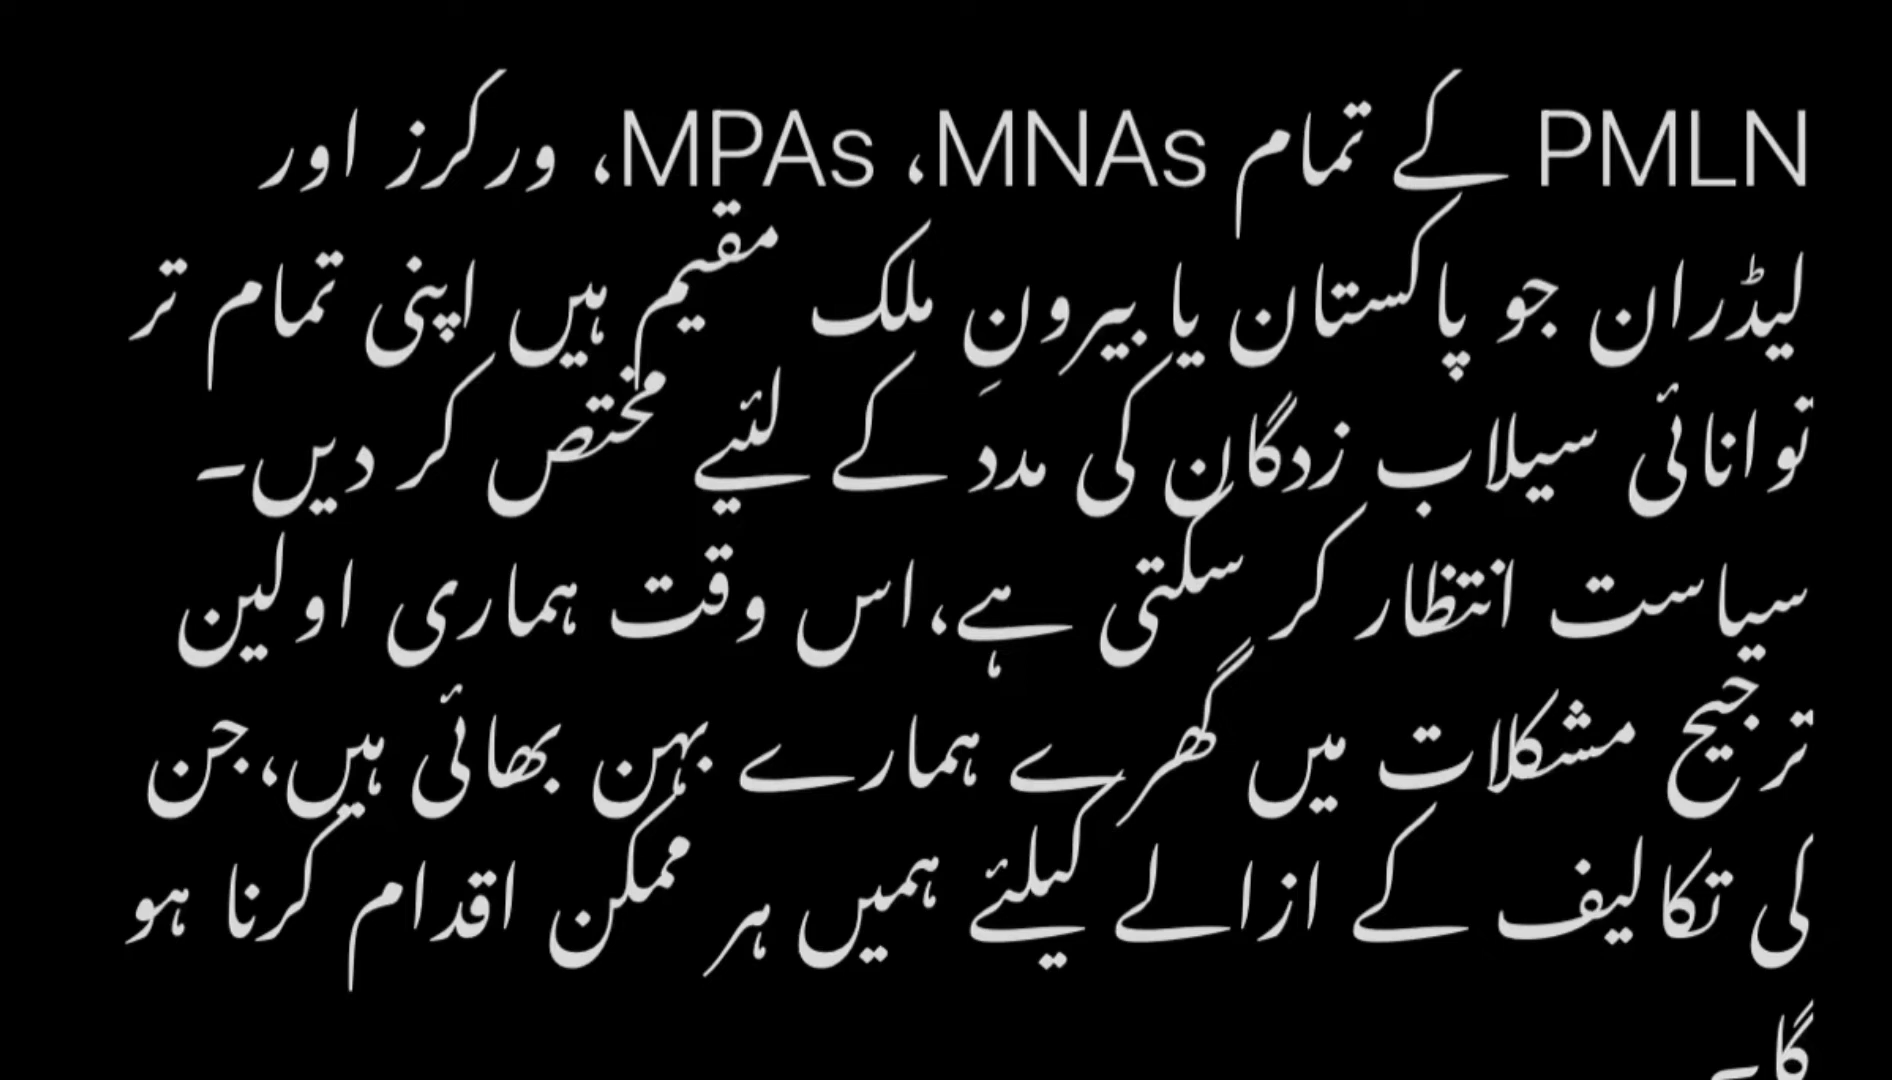 PMLN کے تمام MPAs ،MNAs، ورکرز اور
لیڈران جو پاکستان یا بیرونِ ملک مقیم ہیں اپنی تمام تر
توانائی سیلاب زدگان کی مدد کے لئیے مختص کر دیں۔
سیاست انتظار کر سکتی ہے،اس وقت ہماری اولین
ترجیح مشکلات میں گھرے ہمارے بہن بھائی ہیں،جن
کی تکالیف کے ازالے کیلئے ہمیں ہر ممکن اقدام کرنا ہو
گا۔